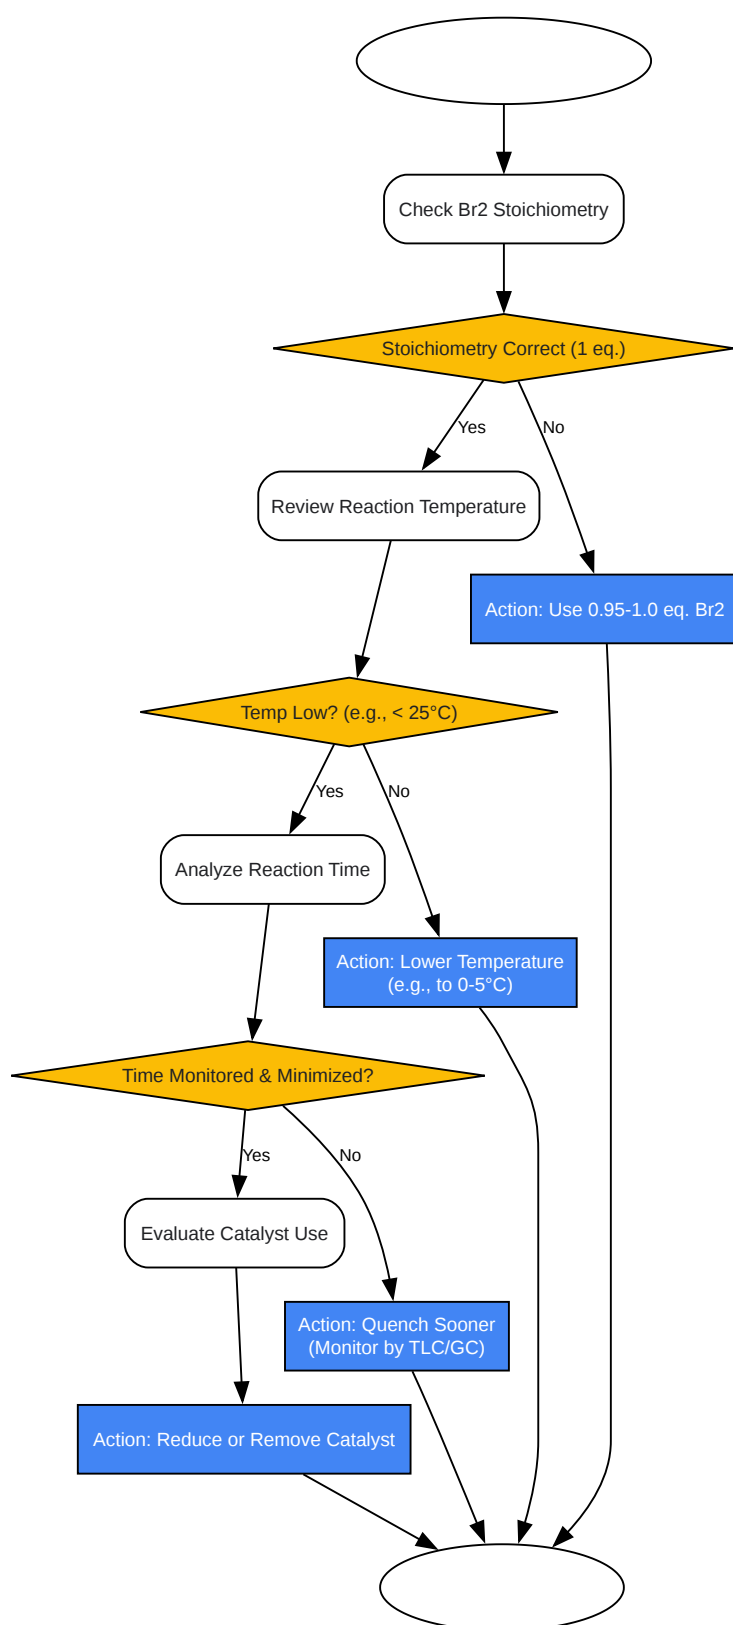 Check Br2 Stoichiometry
Stoichiometry Correct (1 eq.)
Yes
No
Review Reaction Temperature
Action: Use 0.95-1.0 eq. Br2
Temp Low? (e.g., < 25°C)
Yes
No
Analyze Reaction Time
Action: Lower Temperature
(e.g., to 0-5°C)
Time Monitored & Minimized?
Yes
No
Evaluate Catalyst Use
Action: Quench Sooner
(Monitor by TLC/GC)
Action: Reduce or Remove Catalyst